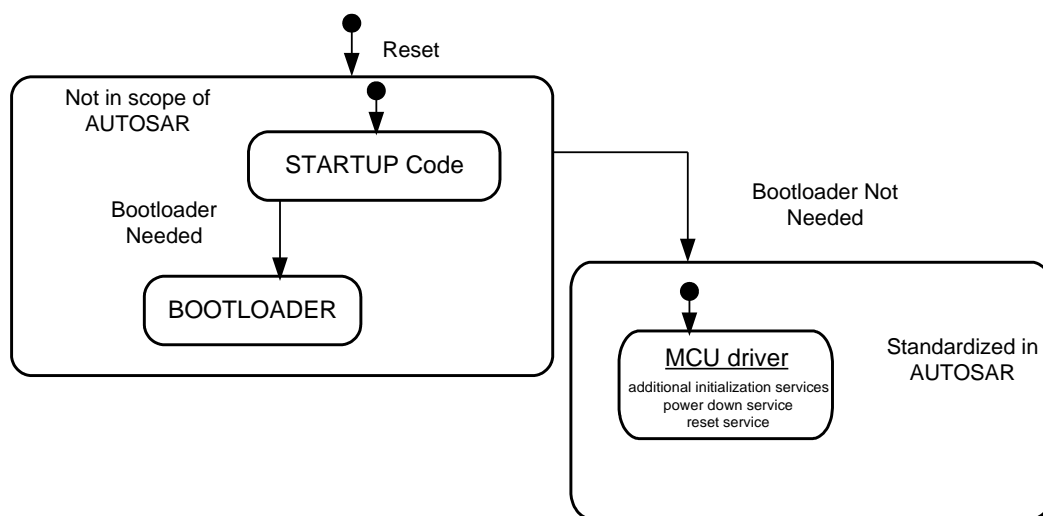 Reset
Not in scope of
AUTOSAR
STARTUP Code
Bootloader
Needed
BOOTLOADER
Bootloader Not
Needed
MCU driver
additional initialization services
power down service
reset service
Standardized in
AUTOSAR